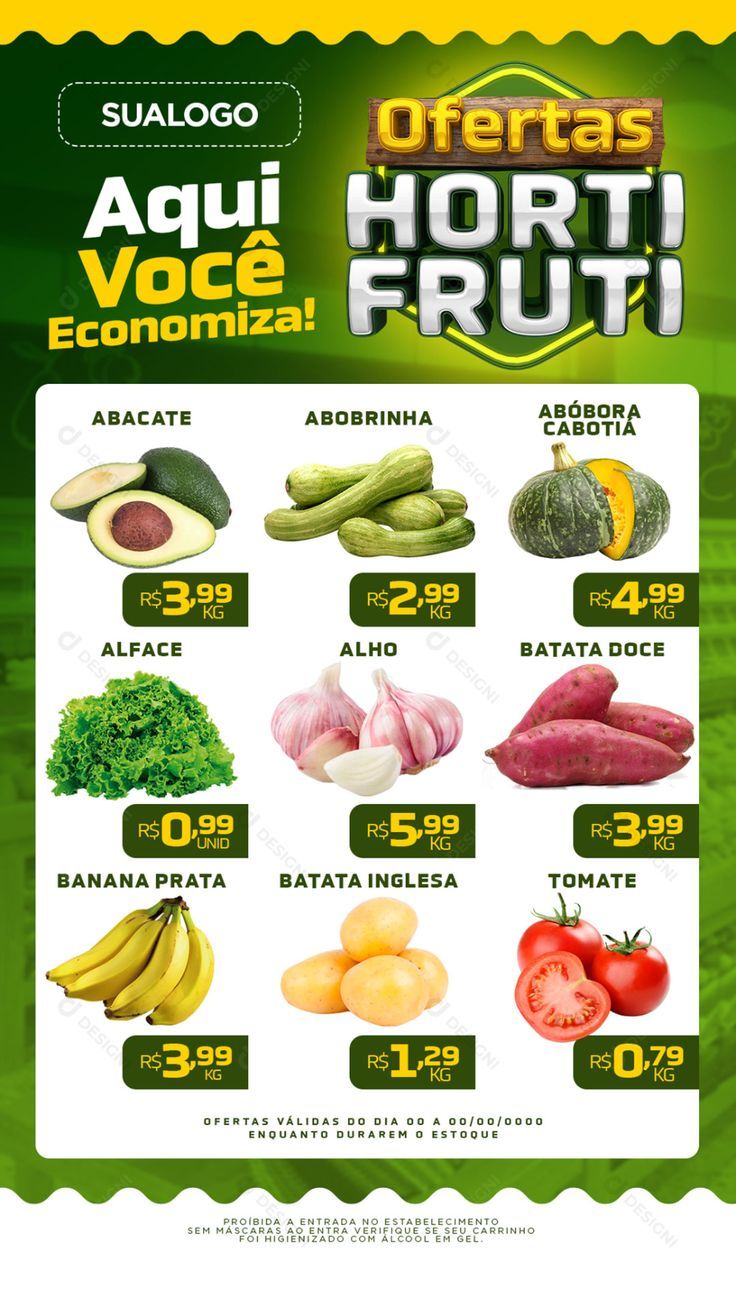 SUALOGO
Aqui
Você
Economiza!
Ofertas
HORTI
FRUTI
ABACATE
R$3,99
KG
ABOBRINHA
R$2,99
KG
ABÓBORA
CABOTIÁ
R$4,99
KG
ALFACE
R$0,99
UNID
ALHO
R$5,99
KG
BATATA DOCE
R$3,99
KG
BANANA PRATA
R$3,99
KG
BATATA INGLESA
R$1,29
KG
TOMATE
R$0,79
KG
OFERTAS VÁLIDAS DO DIA 00 A 00/00/0000
ENQUANTO DURAREM O ESTOQUE
PROÍBIDA A ENTRADA NO ESTABELECIMENTO
SEM MÁSCARAS AO ENTRA VERIFIQUE SE SEU CARRINHO
FOI HIGIENIZADO COM ÁLCOOL EM GEL.
DESIGNI